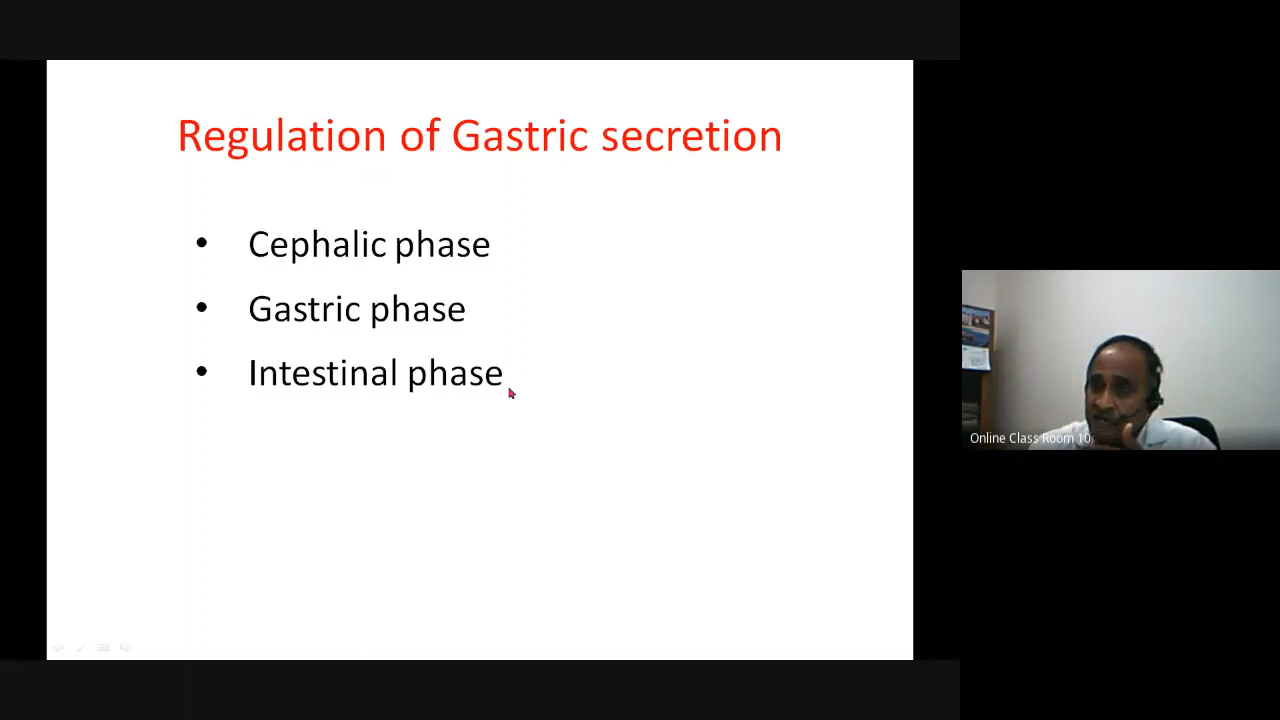 Regulation of Gastric secretion
• Cephalic phase
• Gastric phase
• Intestinal phase
Online Class Room 10